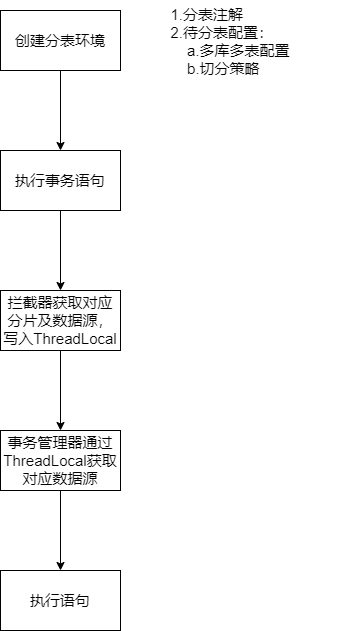 创建分表环境
1.分表注解
2.待分表配置：
a.多库多表配置
b.切分策略
执行事务语句
拦截器获取对应
分片及数据源，
写入ThreadLocal
事务管理器通过
ThreadLocal获取
对应数据源
执行语句